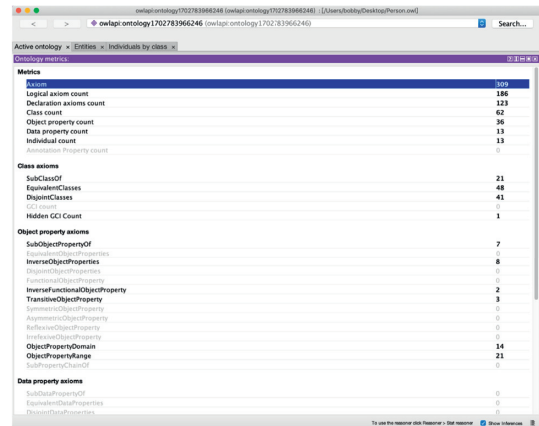 owlapi:ontology1702783966246 (owlapi:ontology1702783966246) : [/Users/bobby/Desktop/Person.owl]
< > owlapi:ontology1702783966246 (owlapi:ontology1702783966246) Search...
Active ontology × Entities × Individuals by class ×
Ontology metrics:
Metrics
Axiom 309
Logical axiom count 186
Declaration axioms count 123
Class count 62
Object property count 36
Data property count 13
Individual count 13
Annotation Property count 0
Class axioms
SubClassOf 21
EquivalentClasses 48
DisjointClasses 41
GCI count 0
Hidden GCI Count 1
Object property axioms
SubObjectPropertyOf 7
EquivalentObjectProperties 0
InverseObjectProperties 8
DisjointObjectProperties 0
FunctionalObjectProperty 0
InverseFunctionalObjectProperty 2
TransitiveObjectProperty 3
SymmetricObjectProperty 0
AsymmetricObjectProperty 0
ReflexiveObjectProperty 0
IrrefexiveObjectProperty 0
ObjectPropertyDomain 14
ObjectPropertyRange 21
SubPropertyChainOf 0
Data property axioms
SubDataPropertyOf 0
EquivalentDataProperties 0
DisjointDataProperties 0
To use the reasoner click Reasoner > Start reasoner Show Inferences